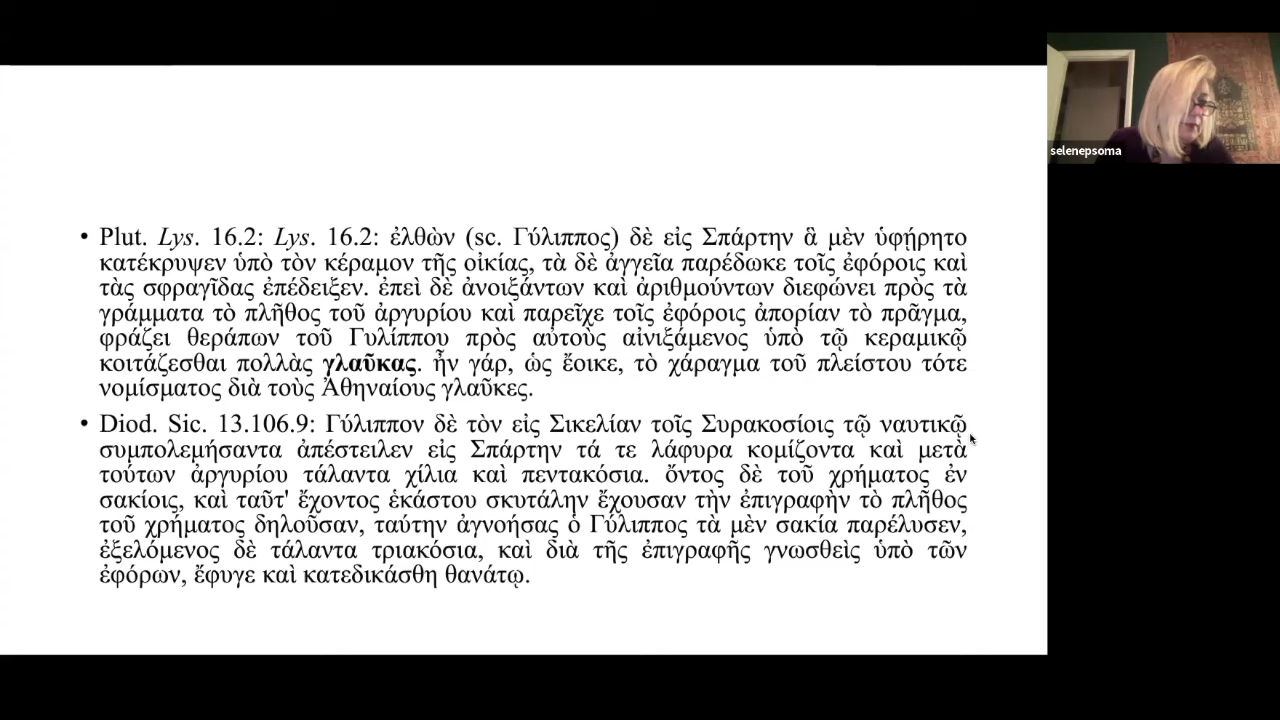 selenepsoma
• Plut. Lys. 16.2: Lys. 16.2: ἐλθὼν (sc. Γύλιππος) δὲ εἰς Σπάρτην ἃ μὲν ὑφῄρητο
κατέκρυψεν ὑπὸ τὸν κέραμον τῆς οἰκίας, τὰ δὲ ἀγγεῖα παρέδωκε τοῖς ἐφόροις καὶ
τὰς σφραγῖδας ἐπέδειξεν. ἐπεὶ δὲ ἀνοιξάντων καὶ ἀριθμούντων διεφώνει πρὸς τὰ
γράμματα τὸ πλῆθος τοῦ ἀργυρίου καὶ παρεῖχε τοῖς ἐφόροις ἀπορίαν τὸ πρᾶγμα,
φράζει θεράπων τοῦ Γυλίππου πρὸς αὐτοὺς αἰνιξάμενος ὑπὸ τῷ κεραμικῷ
κοιτάζεσθαι πολλὰς γλαῦκας. ἦν γάρ, ὡς ἔοικε, τὸ χάραγμα τοῦ πλείστου τότε
νομίσματος διὰ τοὺς Ἀθηναίους γλαῦκες.
• Diod. Sic. 13.106.9: Γύλιππον δὲ τὸν εἰς Σικελίαν τοῖς Συρακοσίοις τῷ ναυτικῷ
συμπολεμήσαντα ἀπέστειλεν εἰς Σπάρτην τά τε λάφυρα κομίζοντα καὶ μετὰ
τούτων ἀργυρίου τάλαντα χίλια καὶ πεντακόσια. ὄντος δὲ τοῦ χρήματος ἐν
σακίοις, καὶ ταῦτ' ἔχοντος ἑκάστου σκυτάλην ἔχουσαν τὴν ἐπιγραφὴν τὸ πλῆθος
τοῦ χρήματος δηλοῦσαν, ταύτην ἀγνοήσας ὁ Γύλιππος τὰ μὲν σακία παρέλυσεν,
ἐξελόμενος δὲ τάλαντα τριακόσια, καὶ διὰ τῆς ἐπιγραφῆς γνωσθεὶς ὑπὸ τῶν
ἐφόρων, ἔφυγε καὶ κατεδικάσθη θανάτῳ.